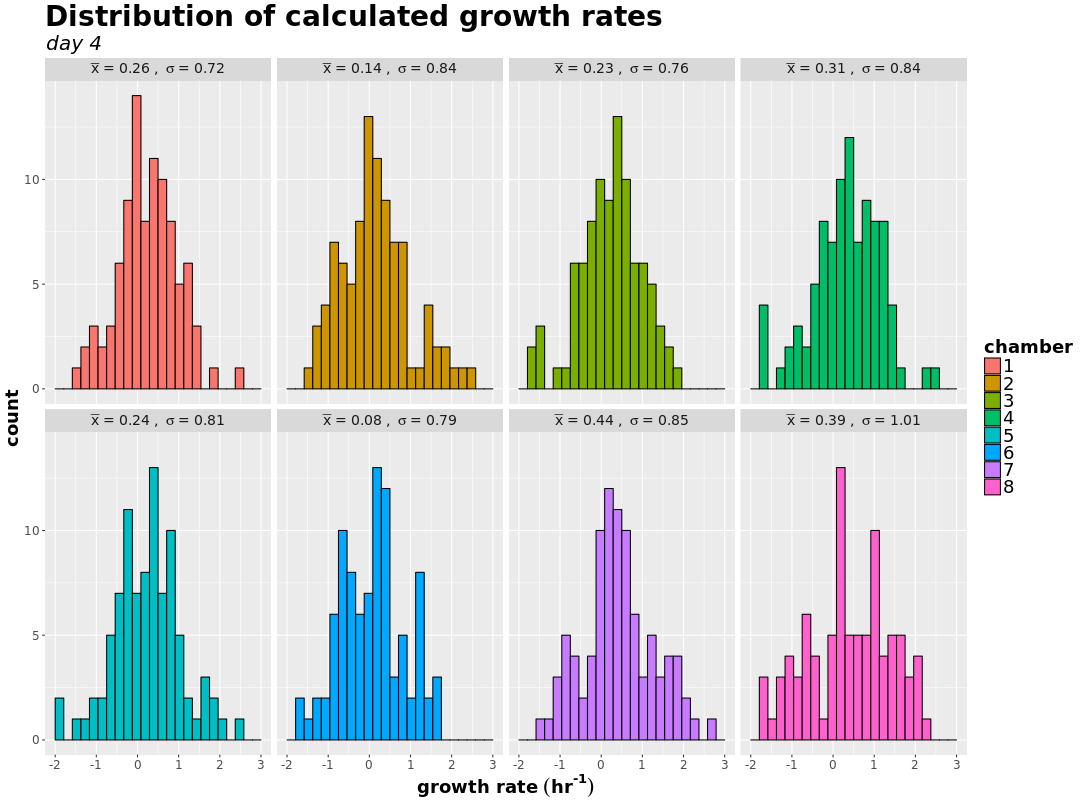 Distribution of calculated growth rates
day 4
x̅ = 0.26 , σ = 0.72
x̅ = 0.14 , σ = 0.84
x̅ = 0.23 , σ = 0.76
x̅ = 0.31 , σ = 0.84
10
5
0
x̅ = 0.24 , σ = 0.81
x̅ = 0.08 , σ = 0.79
x̅ = 0.44 , σ = 0.85
x̅ = 0.39 , σ = 1.01
10
5
0
-2 -1 0 1 2 3
-2 -1 0 1 2 3
-2 -1 0 1 2 3
-2 -1 0 1 2 3
count
growth rate (hr⁻¹)
chamber
1
2
3
4
5
6
7
8